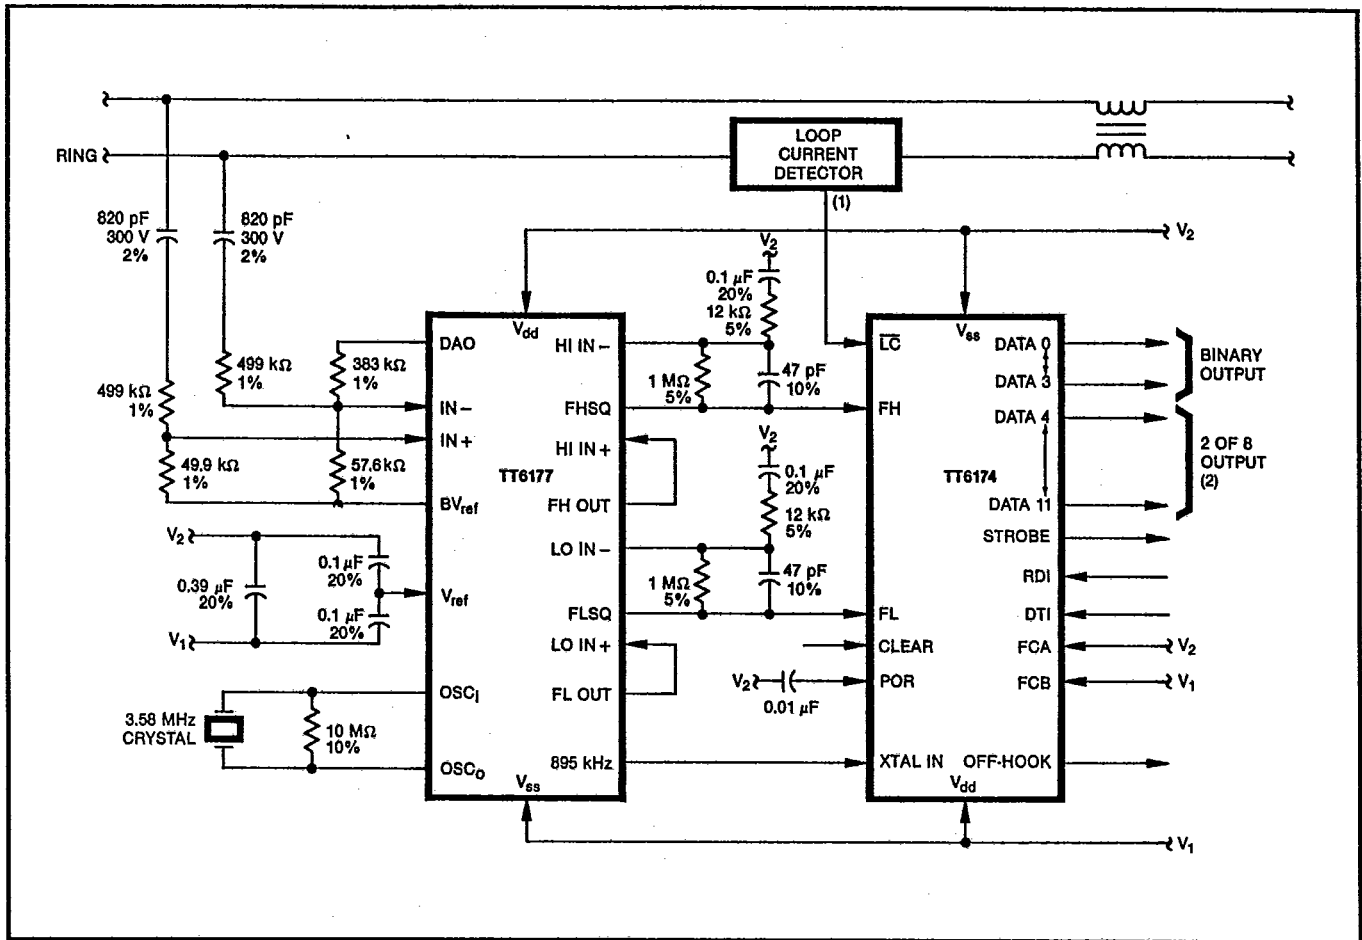 RING
LOOP
CURRENT
DETECTOR
(1)
820 pF
300 V
2%
820 pF
300 V
2%
V2
V2
0.1 µF
20%
12 kΩ
5%
499 kΩ
1%
499 kΩ
1%
383 kΩ
1%
49.9 kΩ
1%
57.6 kΩ
1%
Vdd
DAO
IN -
IN +
BVref
Vref
OSCi
OSCo
Vss
TT6177
HI IN -
FHSQ
HI IN +
FH OUT
LO IN -
FLSQ
LO IN +
FL OUT
895 kHz
1 MΩ
5%
47 pF
10%
V2
0.1 µF
20%
12 kΩ
5%
1 MΩ
5%
47 pF
10%
V2
0.39 µF
20%
0.1 µF
20%
0.1 µF
20%
V1
3.58 MHz
CRYSTAL
10 MΩ
10%
V2
0.01 µF
Vss
LC
FH
FL
CLEAR
POR
XTAL IN
Vdd
TT6174
DATA 0
DATA 3
DATA 4
DATA 11
STROBE
RDI
DTI
FCA
FCB
OFF-HOOK
BINARY
OUTPUT
2 OF 8
OUTPUT
(2)
V2
V1
V1